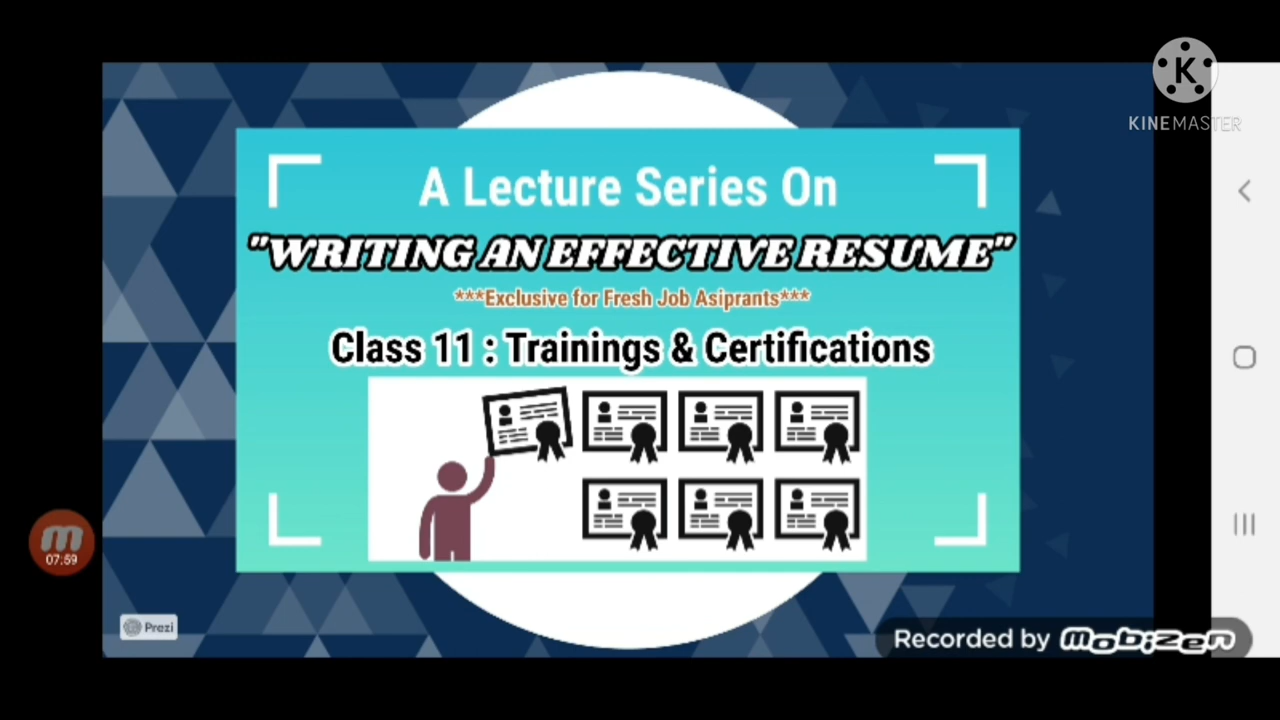 K
KINEMASTER
A Lecture Series On
"WRITING AN EFFECTIVE RESUME"
***Exclusive for Fresh Job Asiprants***
Class 11 : Trainings & Certifications
m
07:59
Prezi
Recorded by mobizen